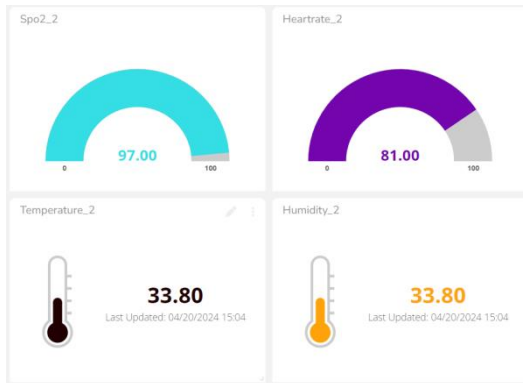 Spo2_2
97.00
0 100
Heartrate_2
81.00
0 100
Temperature_2
33.80
Last Updated: 04/20/2024 15:04
Humidity_2
33.80
Last Updated: 04/20/2024 15:04